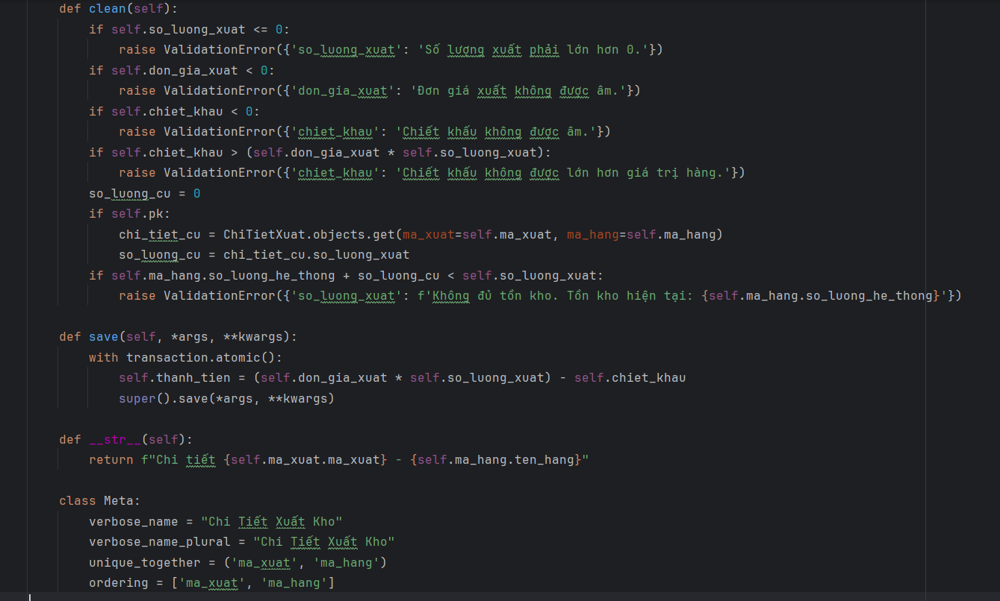 def clean(self):
if self.so_luong_xuat <= 0:
raise ValidationError({'so_luong_xuat': 'Số lượng xuất phải lớn hơn 0.'})
if self.don_gia_xuat < 0:
raise ValidationError({'don_gia_xuat': 'Đơn giá xuất không được âm.'})
if self.chiet_khau < 0:
raise ValidationError({'chiet_khau': 'Chiết khấu không được âm.'})
if self.chiet_khau > (self.don_gia_xuat * self.so_luong_xuat):
raise ValidationError({'chiet_khau': 'Chiết khấu không được lớn hơn giá trị hàng.'})
so_luong_cu = 0
if self.pk:
chi_tiet_cu = ChiTietXuat.objects.get(ma_xuat=self.ma_xuat, ma_hang=self.ma_hang)
so_luong_cu = chi_tiet_cu.so_luong_xuat
if self.ma_hang.so_luong_he_thong + so_luong_cu < self.so_luong_xuat:
raise ValidationError({'so_luong_xuat': f'Không đủ tồn kho. Tồn kho hiện tại: {self.ma_hang.so_luong_he_thong}'})
def save(self, *args, **kwargs):
with transaction.atomic():
self.thanh_tien = (self.don_gia_xuat * self.so_luong_xuat) - self.chiet_khau
super().save(*args, **kwargs)
def __str__(self):
return f"Chi tiết {self.ma_xuat.ma_xuat} - {self.ma_hang.ten_hang}"
class Meta:
verbose_name = "Chi Tiết Xuất Kho"
verbose_name_plural = "Chi Tiết Xuất Kho"
unique_together = ('ma_xuat', 'ma_hang')
ordering = ['ma_xuat', 'ma_hang']